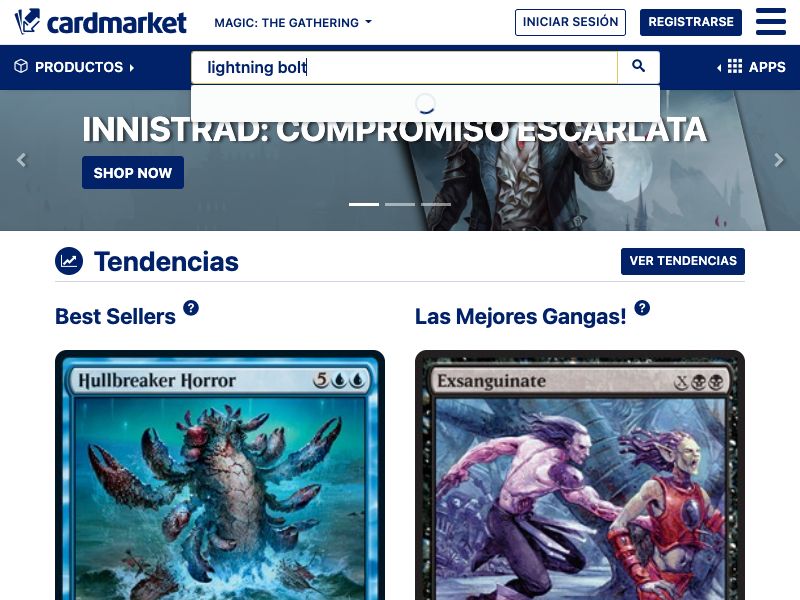 cardmarket
MAGIC: THE GATHERING
INICIAR SESIÓN
REGISTRARSE
PRODUCTOS
lightning bolt
APPS
INNISTRAD: COMPROMISO ESCARLATA
SHOP NOW
Tendencias
VER TENDENCIAS
Best Sellers ?
Las Mejores Gangas! ?
Hullbreaker Horror 5
Exsanguinate X